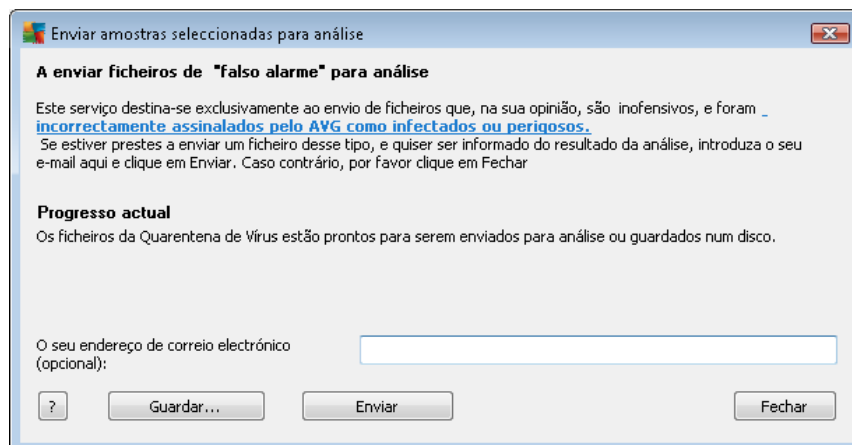 Enviar amostras seleccionadas para análise
A enviar ficheiros de "falso alarme" para análise
Este serviço destina-se exclusivamente ao envio de ficheiros que, na sua opinião, são inofensivos, e foram
incorrectamente assinalados pelo AVG como infectados ou perigosos.
Se estiver prestes a enviar um ficheiro desse tipo, e quiser ser informado do resultado da análise, introduza o seu
e-mail aqui e clique em Enviar. Caso contrário, por favor clique em Fechar
Progresso actual
Os ficheiros da Quarentena de Vírus estão prontos para serem enviados para análise ou guardados num disco.
O seu endereço de correio electrónico
(opcional):
? Guardar... Enviar Fechar